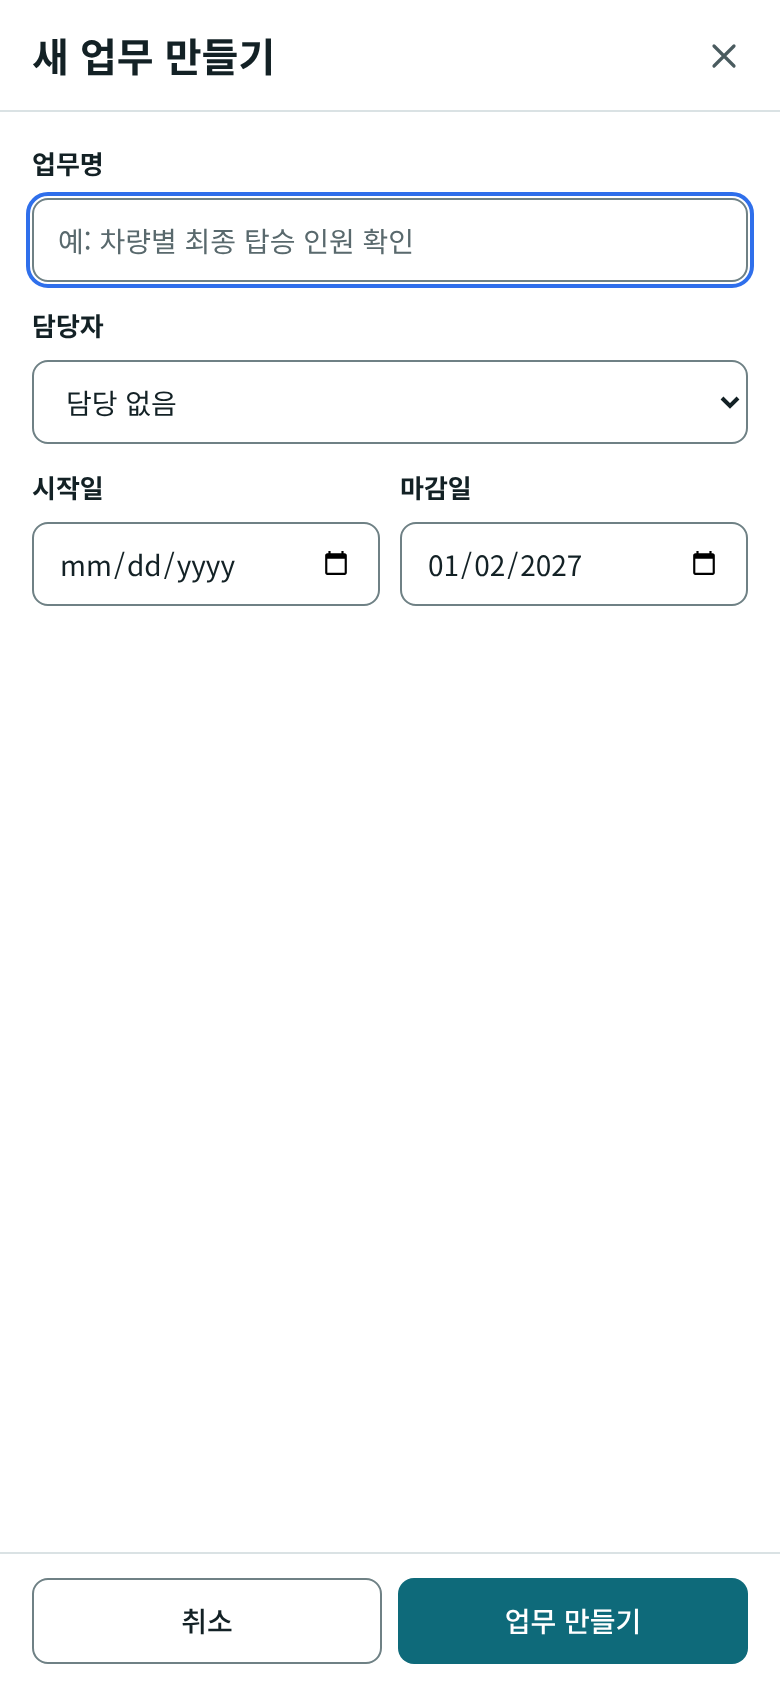 새 업무 만들기
업무명
예: 차량별 최종 탑승 인원 확인
담당자
담당 없음
시작일 마감일
mm/dd/yyyy 01/02/2027
취소 업무 만들기